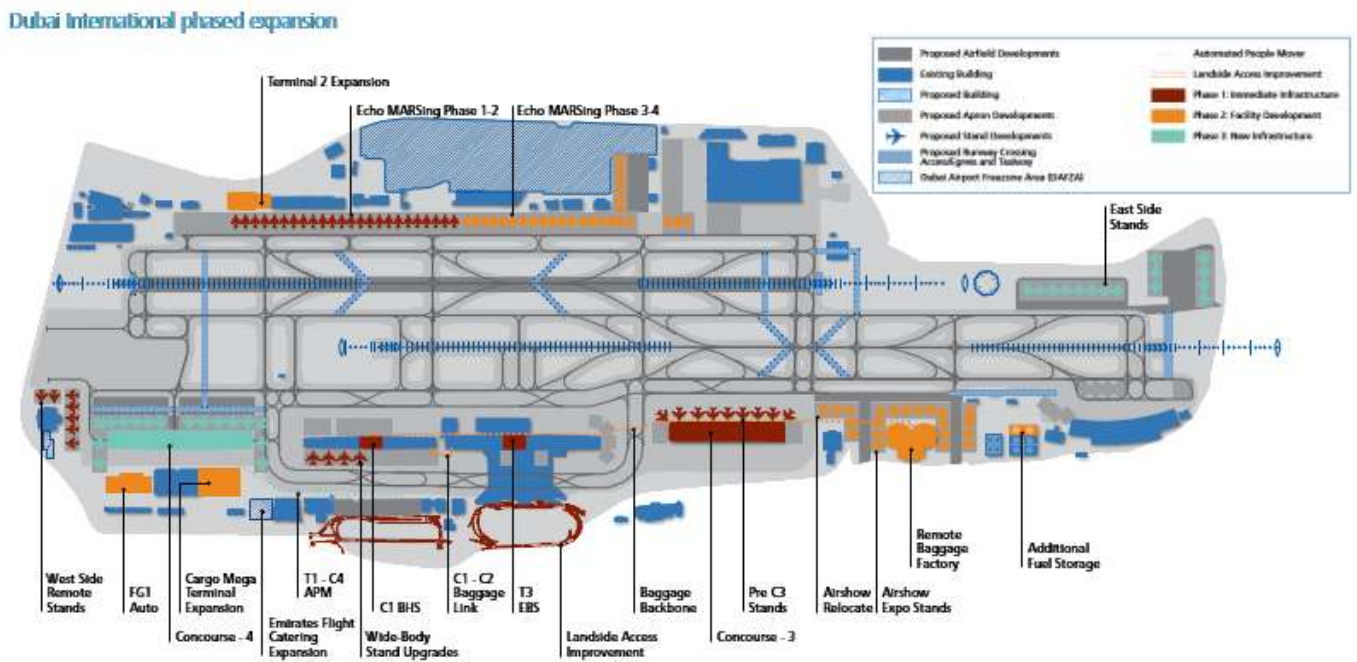 Dubai International phased expansion
Proposed Airfield Developments
Existing Building
Proposed Building
Proposed Apron Developments
Proposed Stand Developments
Proposed Runway Crossing
Access/Egress and Taxiway
Dubai Airport Freezone Area (DAFZA)
Automated People Mover
Landside Access Improvement
Phase 1: Immediate Infrastructure
Phase 2: Facility Development
Phase 3: New Infrastructure
Terminal 2 Expansion
Echo MARSing Phase 1-2
Echo MARSing Phase 3-4
East Side
Stands
West Side
Remote
Stands
FG1
Auto
Cargo Mega
Terminal
Expansion
Concourse - 4
T1 - C4
APM
Emirates Flight
Catering
Expansion
C1 BHS
Wide-Body
Stand Upgrades
C1 - C2
Baggage
Link
T3
EBS
Landside Access
Improvement
Baggage
Backbone
Pre C3
Stands
Concourse - 3
Airshow
Relocate
Airshow
Expo Stands
Remote
Baggage
Factory
Additional
Fuel Storage